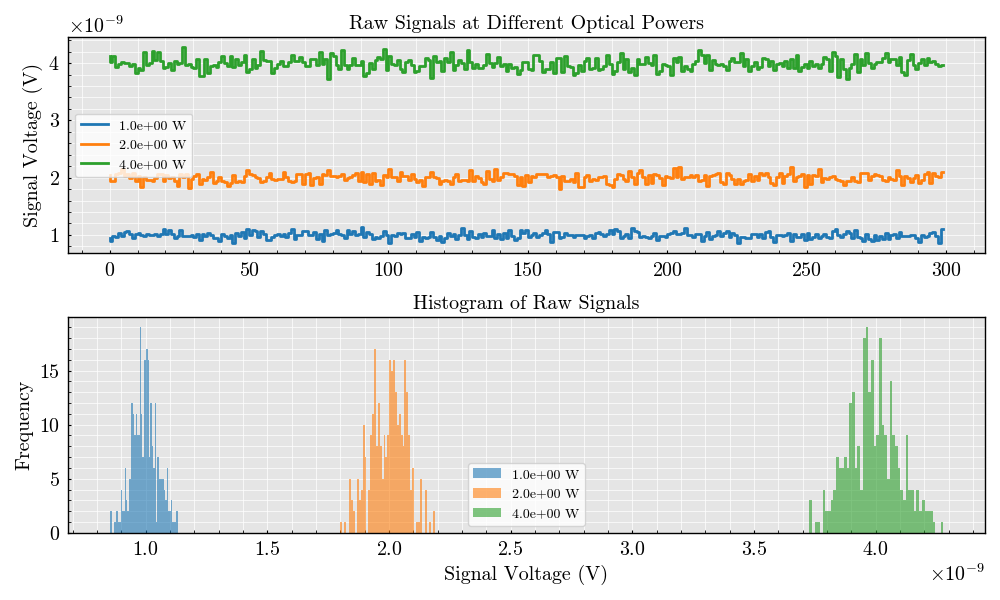 Raw Signals at Different Optical Powers
×10⁻⁹
Signal Voltage (V)
4
3
2
1
1.0e+00 W
2.0e+00 W
4.0e+00 W
0 50 100 150 200 250 300
Histogram of Raw Signals
Frequency
15
10
5
0
1.0e+00 W
2.0e+00 W
4.0e+00 W
1.0 1.5 2.0 2.5 3.0 3.5 4.0
Signal Voltage (V)
×10⁻⁹